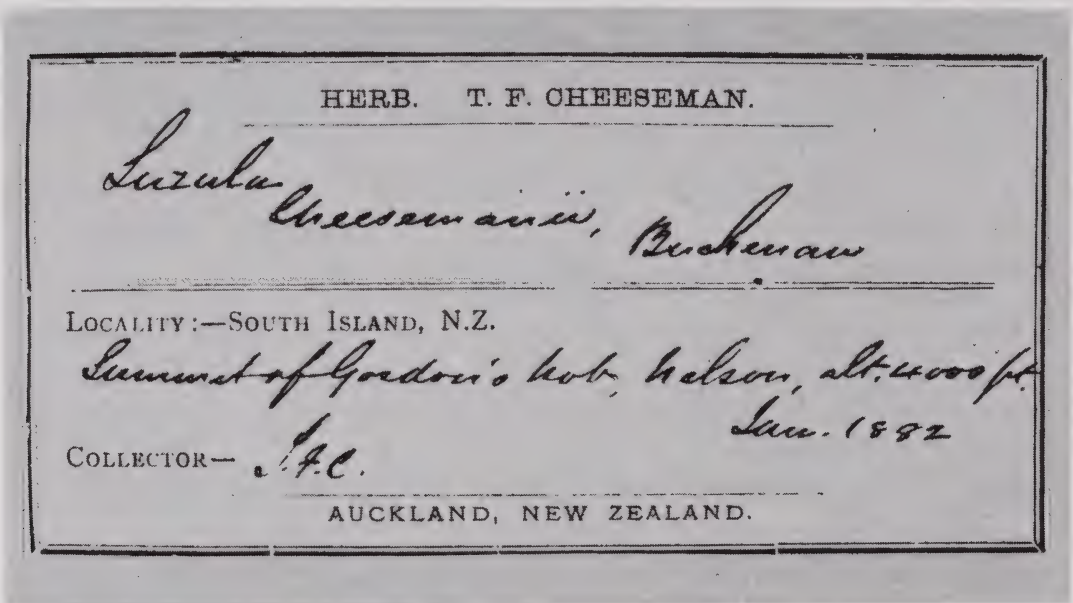 HERB. T. F. CHEESEMAN.
Luzula
Cheesemanii,
Buchenau
LOCALITY:—SOUTH ISLAND, N.Z.
Summit of Gordon's Nob, Nelson, alt. 4000 ft.
Jan. 1882
COLLECTOR— T.F.C.
AUCKLAND, NEW ZEALAND.